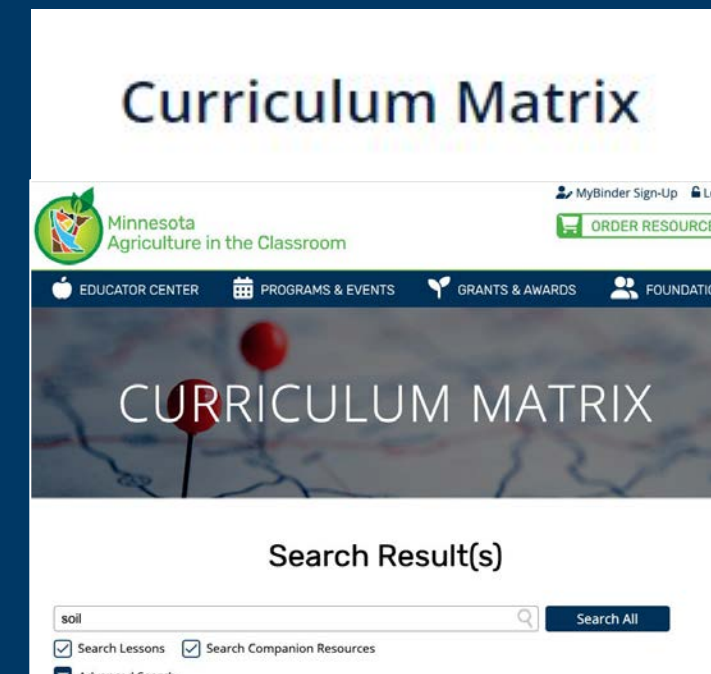 Curriculum Matrix
MyBinder Sign-Up
Minnesota
Agriculture in the Classroom
ORDER
EDUCATOR CENTER PROGRAMS & EVENTS GRANTS & AWARDS
CURRICULUM MATRIX
Search Result(s)
soil Search All
Search Lessons Search Companion Resources